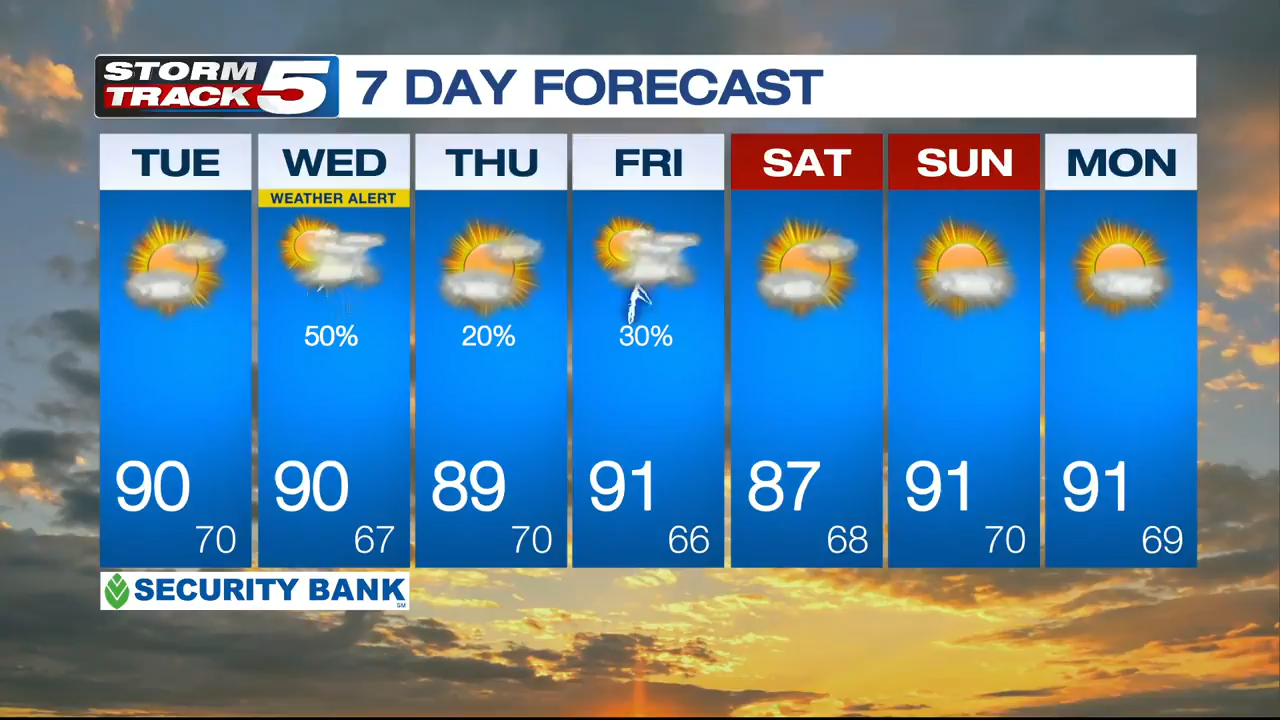 STORM TRACK 5
7 DAY FORECAST
TUE WED THU FRI SAT SUN MON
WEATHER ALERT
50% 20% 30%
90 90 89 91 87 91 91
70 67 70 66 68 70 69
SECURITY BANK SM